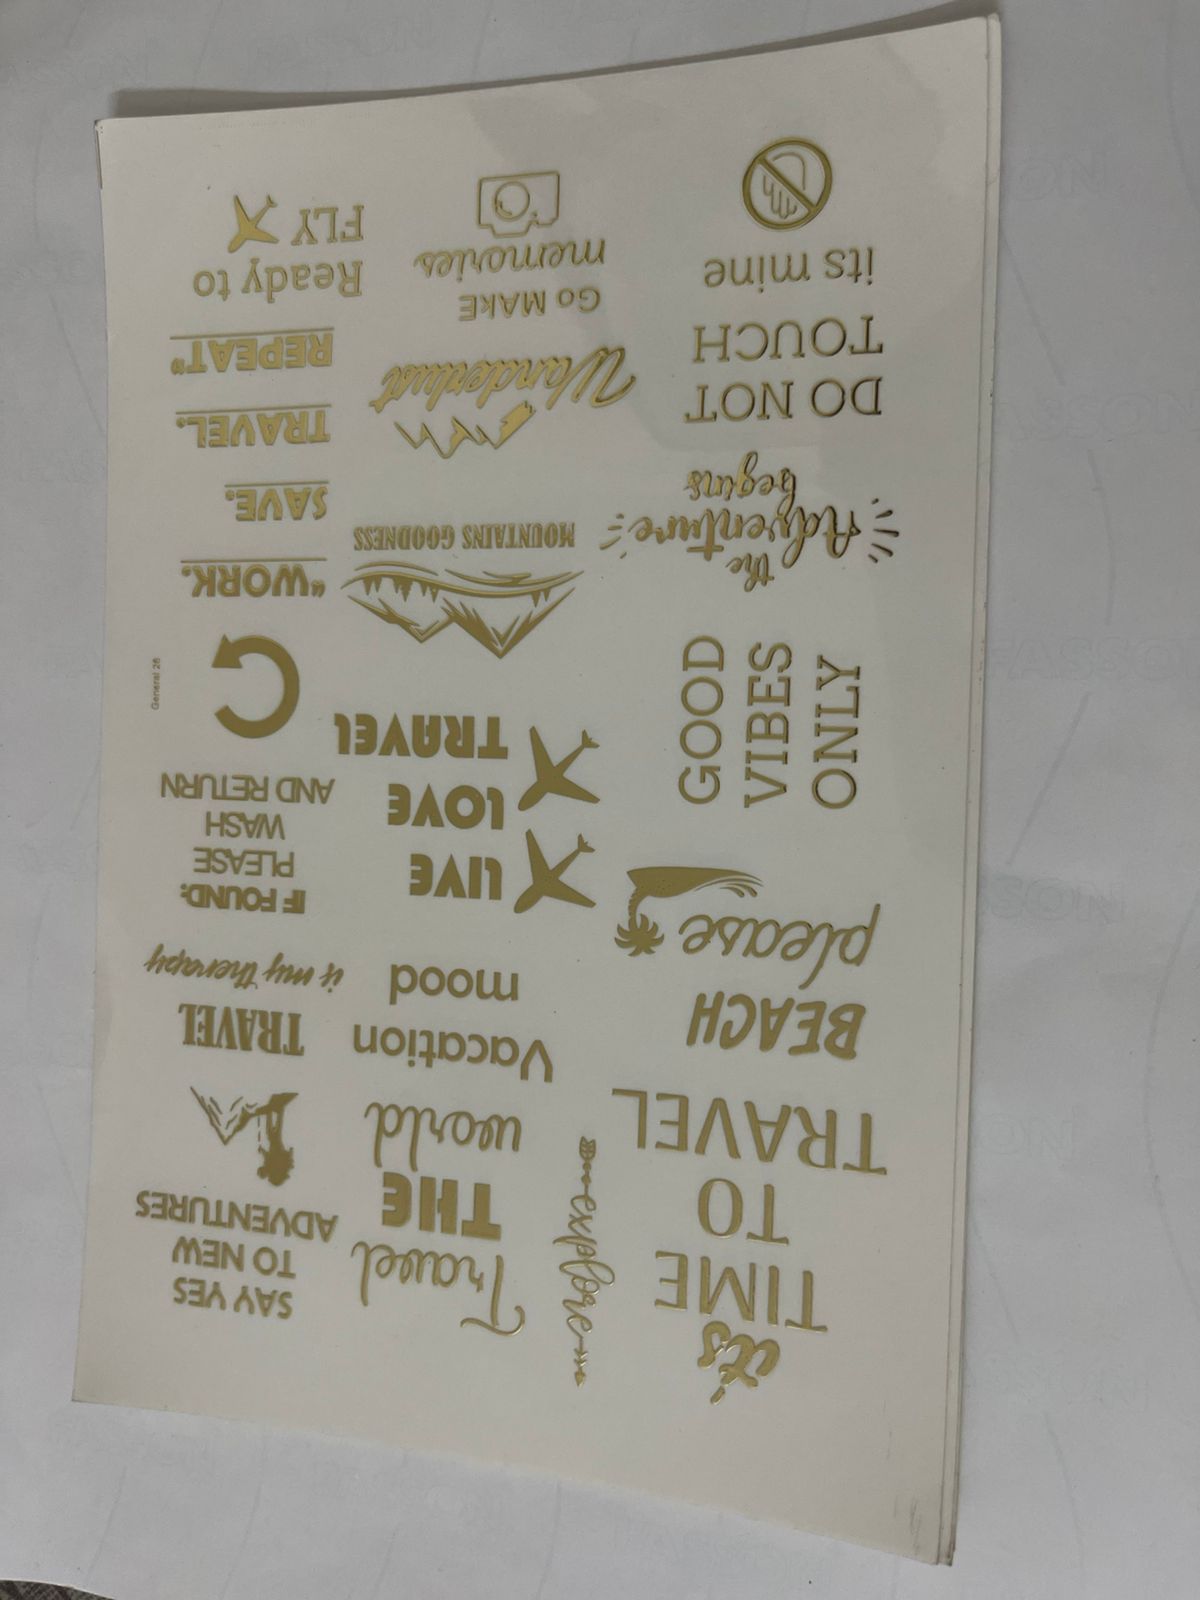 it's
TIME
TO
TRAVEL
BEACH
please
GOOD
VIBES
ONLY
the
Adventure
begins
DO NOT
TOUCH
its mine
explore
Travel
THE
world
Vacation
mood
LIVE
LOVE
TRAVEL
MOUNTAINS GOODNESS
Wanderlust
Go MAKE
memories
SAY YES
TO NEW
ADVENTURES
TRAVEL
is my therapy
IF FOUND:
PLEASE
WASH
AND RETURN
General 26
"WORK.
SAVE.
TRAVEL.
REPEAT"
Ready to
FLY